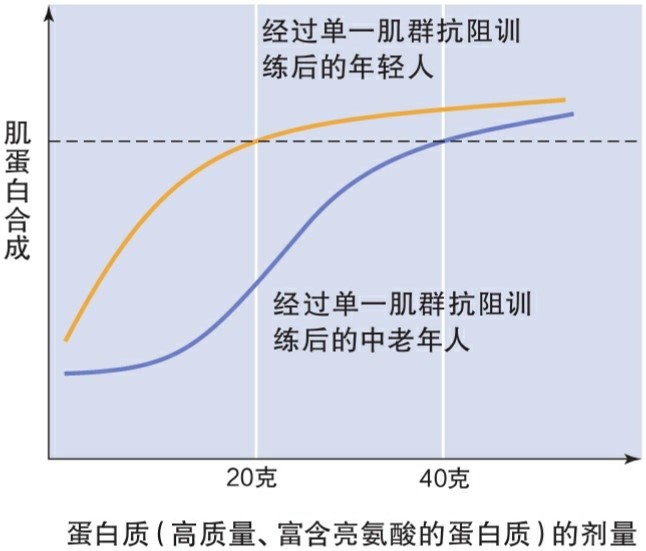 经过单一肌群抗阻训
练后的年轻人
肌蛋白合成
经过单一肌群抗阻训
练后的中老年人
20克
40克
蛋白质（高质量、富含亮氨酸的蛋白质）的剂量